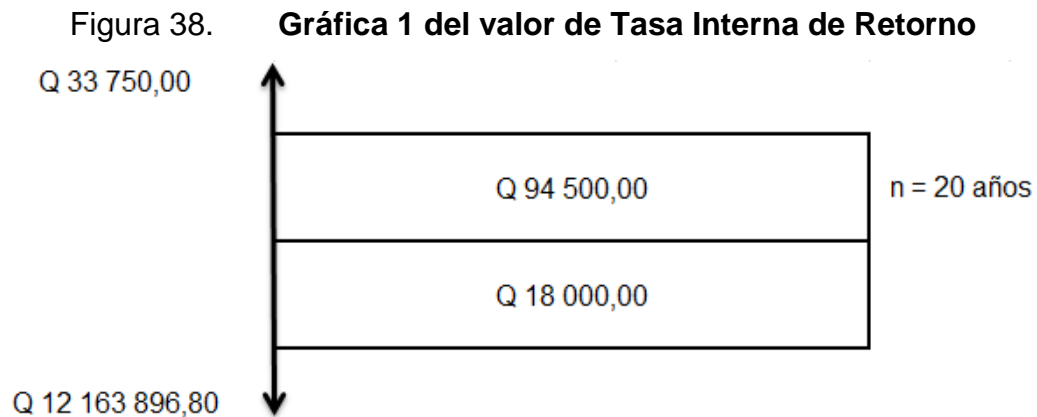 Figura 38. Gráfica 1 del valor de Tasa Interna de Retorno
Q 33 750,00
Q 94 500,00
n = 20 años
Q 18 000,00
Q 12 163 896,80